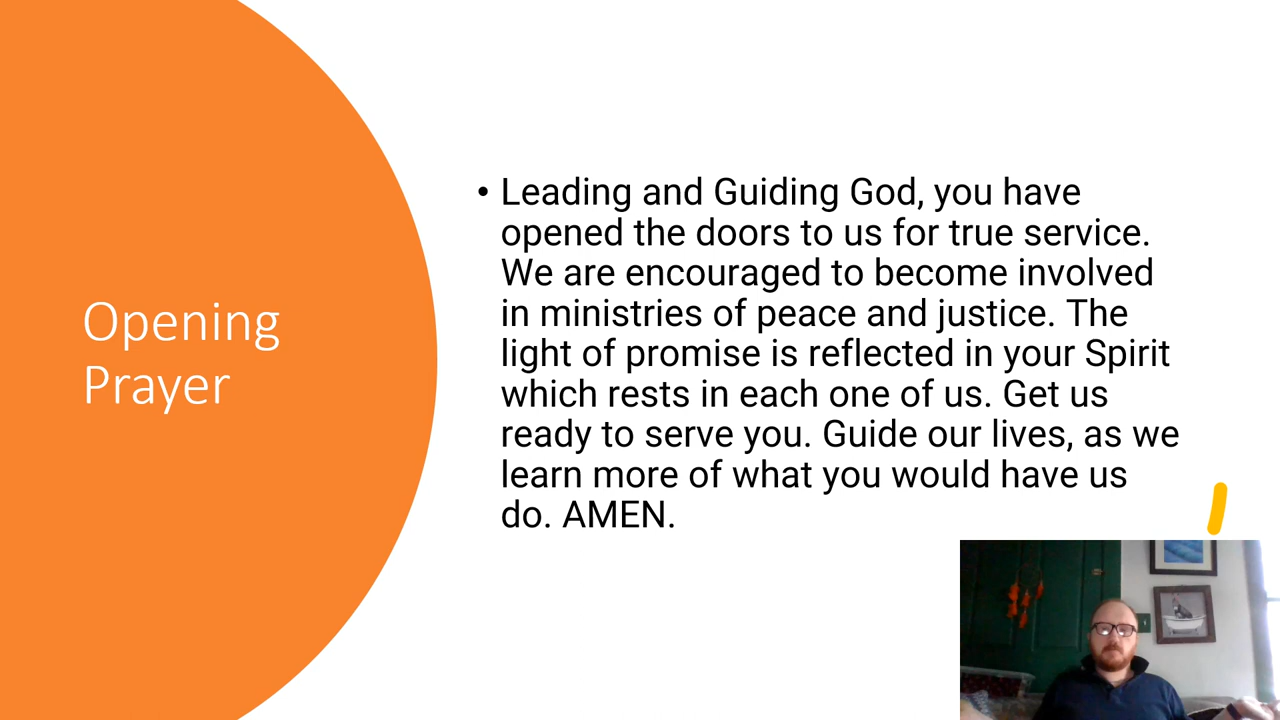 Opening
Prayer
• Leading and Guiding God, you have
opened the doors to us for true service.
We are encouraged to become involved
in ministries of peace and justice. The
light of promise is reflected in your Spirit
which rests in each one of us. Get us
ready to serve you. Guide our lives, as we
learn more of what you would have us
do. AMEN.